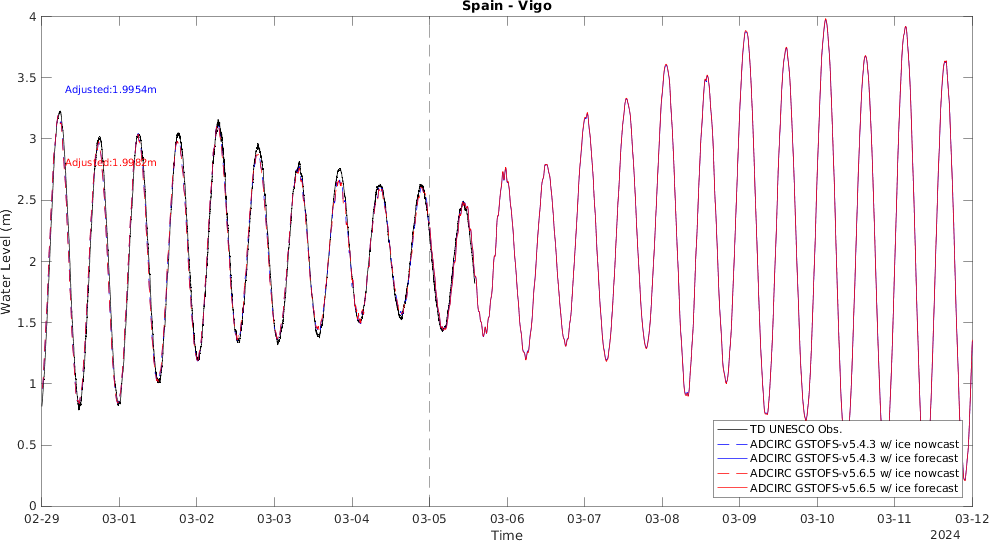 Spain - Vigo
Water Level (m)
4
3.5
3
2.5
2
1.5
1
0.5
0
Adjusted:1.9954m
Adjusted:1.9982m
TD UNESCO Obs.
ADCIRC GSTOFS-v5.4.3 w/ ice nowcast
ADCIRC GSTOFS-v5.4.3 w/ ice forecast
ADCIRC GSTOFS-v5.6.5 w/ ice nowcast
ADCIRC GSTOFS-v5.6.5 w/ ice forecast
02-29 03-01 03-02 03-03 03-04 03-05 03-06 03-07 03-08 03-09 03-10 03-11 03-12
Time
2024